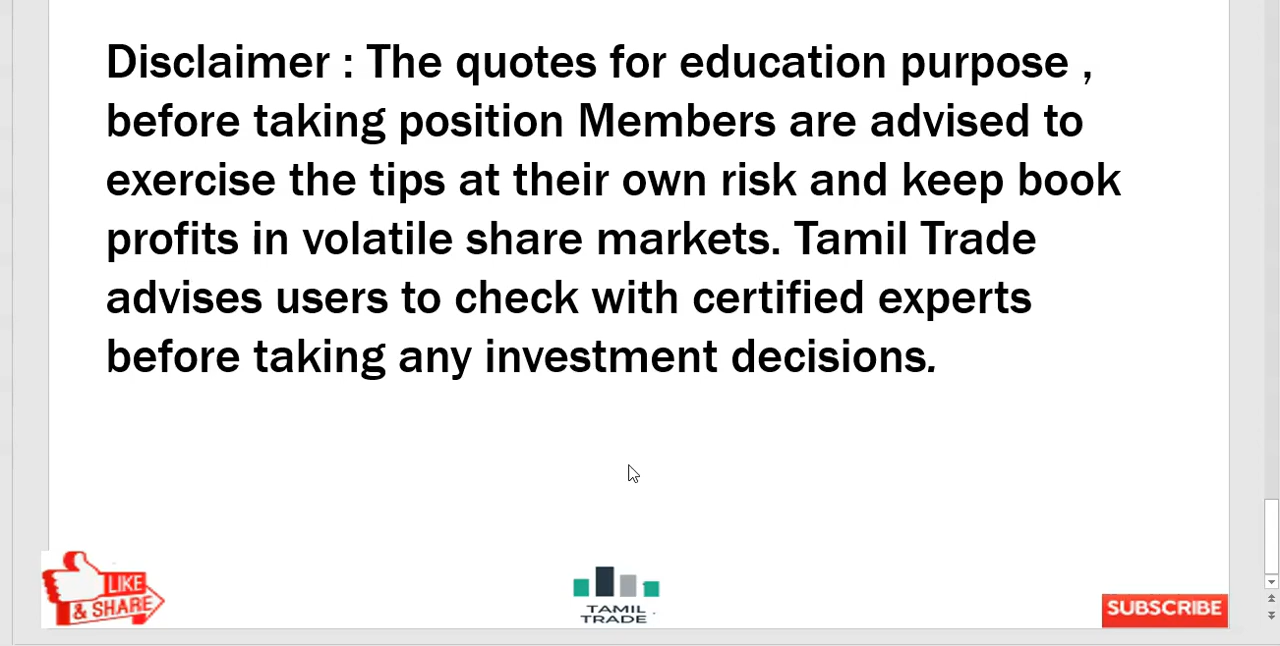 Disclaimer : The quotes for education purpose ,
before taking position Members are advised to
exercise the tips at their own risk and keep book
profits in volatile share markets. Tamil Trade
advises users to check with certified experts
before taking any investment decisions.
LIKE
& SHARE
TAMIL
TRADE
SUBSCRIBE